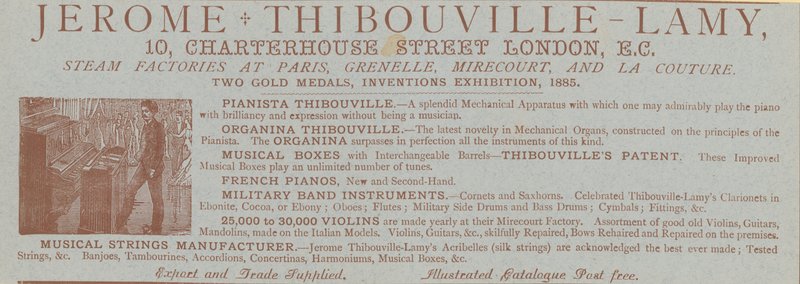 JEROME THIBOUVILLE-LAMY,
10, CHARTERHOUSE STREET LONDON, E.C.
STEAM FACTORIES AT PARIS, GRENELLE, MIRECOURT, AND LA COUTURE.
TWO GOLD MEDALS, INVENTIONS EXHIBITION, 1885.
PIANISTA THIBOUVILLE.—A splendid Mechanical Apparatus with which one may admirably play the piano
with brilliancy and expression without being a musician.
ORGANINA THIBOUVILLE.—The latest novelty in Mechanical Organs, constructed on the principles of the
Pianista. The ORGANINA surpasses in perfection all the instruments of this kind.
MUSICAL BOXES with Interchangeable Barrels—THIBOUVILLE'S PATENT. These Improved
Musical Boxes play an unlimited number of tunes.
FRENCH PIANOS, New and Second-Hand.
MILITARY BAND INSTRUMENTS.—Cornets and Saxhorns. Celebrated Thibouville-Lamy's Clarionets in
Ebonite, Cocoa, or Ebony; Oboes; Flutes; Military Side Drums and Bass Drums; Cymbals; Fittings, &c.
25,000 to 30,000 VIOLINS are made yearly at their Mirecourt Factory. Assortment of good old Violins, Guitars,
Mandolins, made on the Italian Models. Violins, Guitars, &c., skilfully Repaired, Bows Rehaired and Repaired on the premises.
MUSICAL STRINGS MANUFACTURER.—Jerome Thibouville-Lamy's Acribelles (silk strings) are acknowledged the best ever made; Tested
Strings, &c. Banjoes, Tambourines, Accordions, Concertinas, Harmoniums, Musical Boxes, &c.
Export and Trade Supplied. Illustrated Catalogue Post free.